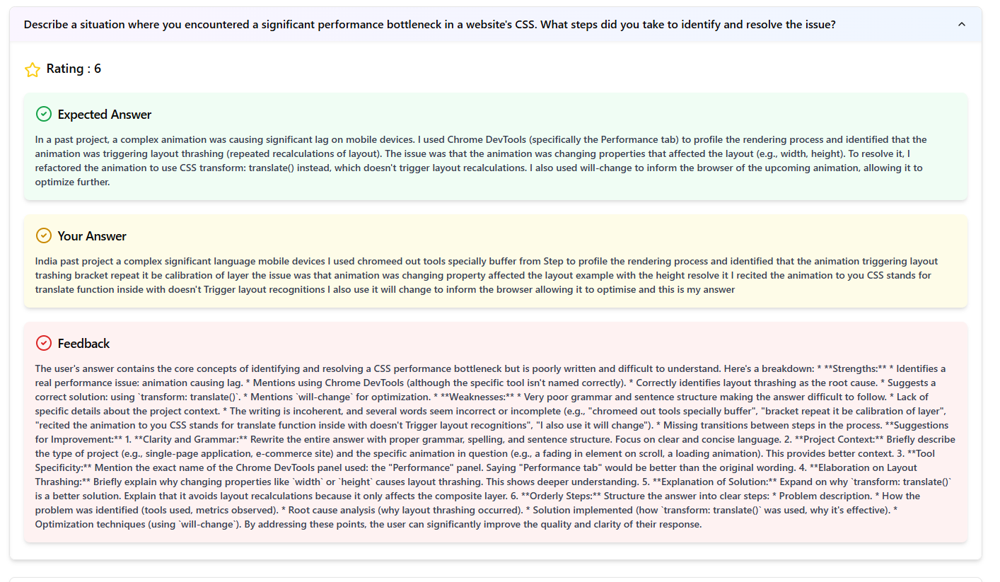 Describe a situation where you encountered a significant performance bottleneck in a website's CSS. What steps did you take to identify and resolve the issue?
Rating : 6
Expected Answer
In a past project, a complex animation was causing significant lag on mobile devices. I used Chrome DevTools (specifically the Performance tab) to profile the rendering process and identified that the
animation was triggering layout thrashing (repeated recalculations of layout). The issue was that the animation was changing properties that affected the layout (e.g., width, height). To resolve it, I
refactored the animation to use CSS transform: translate() instead, which doesn't trigger layout recalculations. I also used will-change to inform the browser of the upcoming animation, allowing it to
optimize further.
Your Answer
India past project a complex significant language mobile devices I used chromeed out tools specially buffer from Step to profile the rendering process and identified that the animation triggering layout
trashing bracket repeat it be calibration of layer the issue was that animation was changing property affected the layout example with the height resolve it I recited the animation to you CSS stands for
translate function inside with doesn't Trigger layout recognitions I also use it will change to inform the browser allowing it to optimise and this is my answer
Feedback
The user's answer contains the core concepts of identifying and resolving a CSS performance bottleneck but is poorly written and difficult to understand. Here's a breakdown: * **Strengths:** * Identifies a
real performance issue: animation causing lag. * Mentions using Chrome DevTools (although the specific tool isn't named correctly). * Correctly identifies layout thrashing as the root cause. * Suggests a
correct solution: using `transform: translate()`. * Mentions `will-change` for optimization. * **Weaknesses:** * Very poor grammar and sentence structure making the answer difficult to follow. * Lack of
specific details about the project context. * The writing is incoherent, and several words seem incorrect or incomplete (e.g., "chromeed out tools specially buffer", "bracket repeat it be calibration of layer",
"recited the animation to you CSS stands for translate function inside with doesn't Trigger layout recognitions", "I also use it will change"). * Missing transitions between steps in the process. **Suggestions
for Improvement:** 1. **Clarity and Grammar:** Rewrite the entire answer with proper grammar, spelling, and sentence structure. Focus on clear and concise language. 2. **Project Context:** Briefly describe
the type of project (e.g., single-page application, e-commerce site) and the specific animation in question (e.g., a fading in element on scroll, a loading animation). This provides better context. 3. **Tool
Specificity:** Mention the exact name of the Chrome DevTools panel used: the "Performance" panel. Saying "Performance tab" would be better than the original wording. 4. **Elaboration on Layout
Thrashing:** Briefly explain why changing properties like `width` or `height` causes layout thrashing. This shows deeper understanding. 5. **Explanation of Solution:** Expand on why `transform: translate()`
is a better solution. Explain that it avoids layout recalculations because it only affects the composite layer. 6. **Orderly Steps:** Structure the answer into clear steps: * Problem description. * How the
problem was identified (tools used, metrics observed). * Root cause analysis (why layout thrashing occurred). * Solution implemented (how `transform: translate()` was used, why it's effective). *
Optimization techniques (using `will-change`). By addressing these points, the user can significantly improve the quality and clarity of their response.